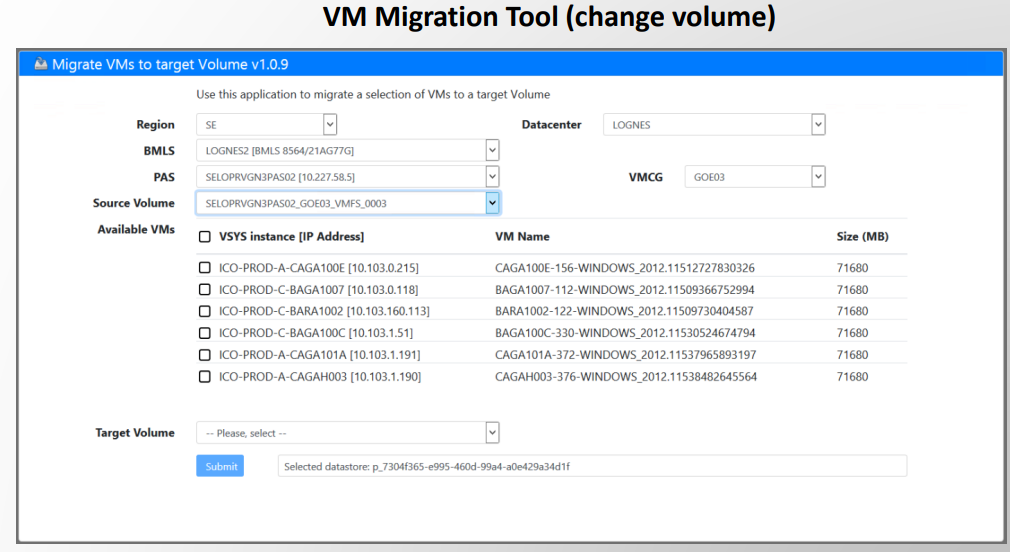 VM Migration Tool (change volume)
Migrate VMs to target Volume v1.0.9
Use this application to migrate a selection of VMs to a target Volume
Region SE Datacenter LOGNES
BMLS LOGNES2 [BMLS 8564/21AG77G]
PAS SELOPRVGN3PAS02 [10.227.58.5] VMCG GOE03
Source Volume SELOPRVGN3PAS02_GOE03_VMFS_0003
Available VMs VSYS instance [IP Address] VM Name Size (MB)
ICO-PROD-A-CAGA100E [10.103.0.215] CAGA100E-156-WINDOWS_2012.11512727830326 71680
ICO-PROD-C-BAGA1007 [10.103.0.118] BAGA1007-112-WINDOWS_2012.11509366752994 71680
ICO-PROD-C-BARA1002 [10.103.160.113] BARA1002-122-WINDOWS_2012.11509730404587 71680
ICO-PROD-C-BAGA100C [10.103.1.51] BAGA100C-330-WINDOWS_2012.11530524674794 71680
ICO-PROD-A-CAGA101A [10.103.1.191] CAGA101A-372-WINDOWS_2012.11537965893197 71680
ICO-PROD-A-CAGAH003 [10.103.1.190] CAGAH003-376-WINDOWS_2012.11538482645564 71680
Target Volume -- Please, select --
Submit Selected datastore: p_7304f365-e995-460d-99a4-a0e429a34d1f